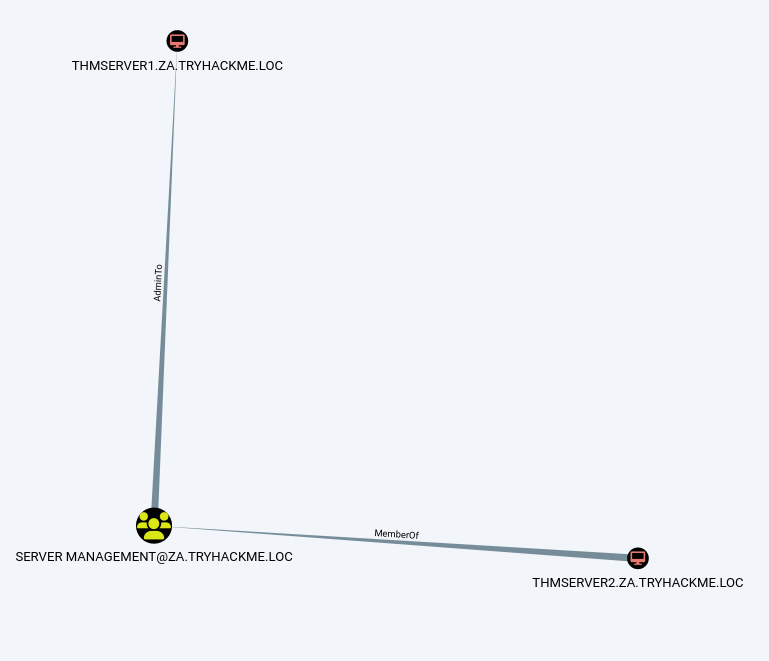 THMSERVER1.ZA.TRYHACKME.LOC
AdminTo
MemberOf
SERVER MANAGEMENT@ZA.TRYHACKME.LOC
THMSERVER2.ZA.TRYHACKME.LOC